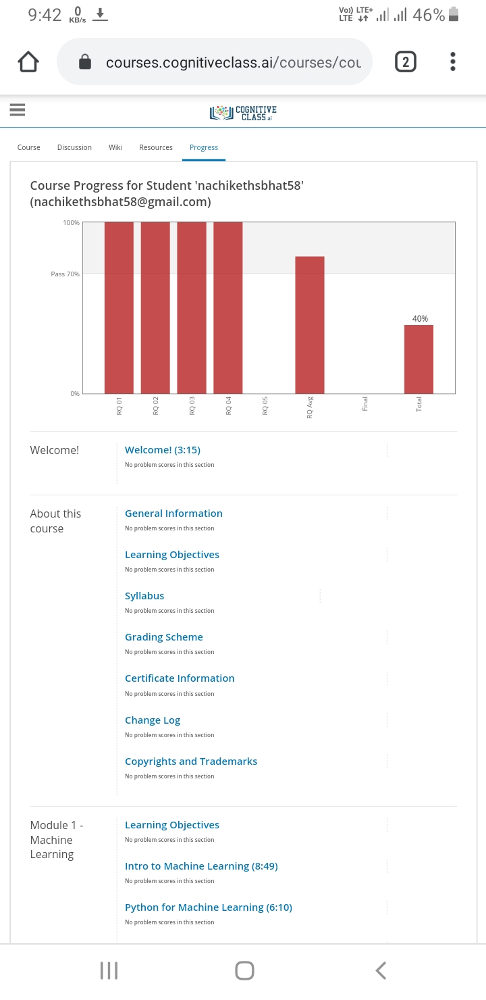 9:42 0 KB/s Vo)) LTE LTE+ 46%
courses.cognitiveclass.ai/courses/cou 2
COGNITIVE
CLASS.ai
Course Discussion Wiki Resources Progress
Course Progress for Student 'nachikethsbhat58'
(nachikethsbhat58@gmail.com)
100%
Pass 70%
40%
0%
RQ 01 RQ 02 RQ 03 RQ 04 RQ 05 RQ Avg Final Total
Welcome!
Welcome! (3:15)
No problem scores in this section
About this
course
General Information
No problem scores in this section
Learning Objectives
No problem scores in this section
Syllabus
No problem scores in this section
Grading Scheme
No problem scores in this section
Certificate Information
No problem scores in this section
Change Log
No problem scores in this section
Copyrights and Trademarks
No problem scores in this section
Module 1 -
Machine
Learning
Learning Objectives
No problem scores in this section
Intro to Machine Learning (8:49)
No problem scores in this section
Python for Machine Learning (6:10)
No problem scores in this section